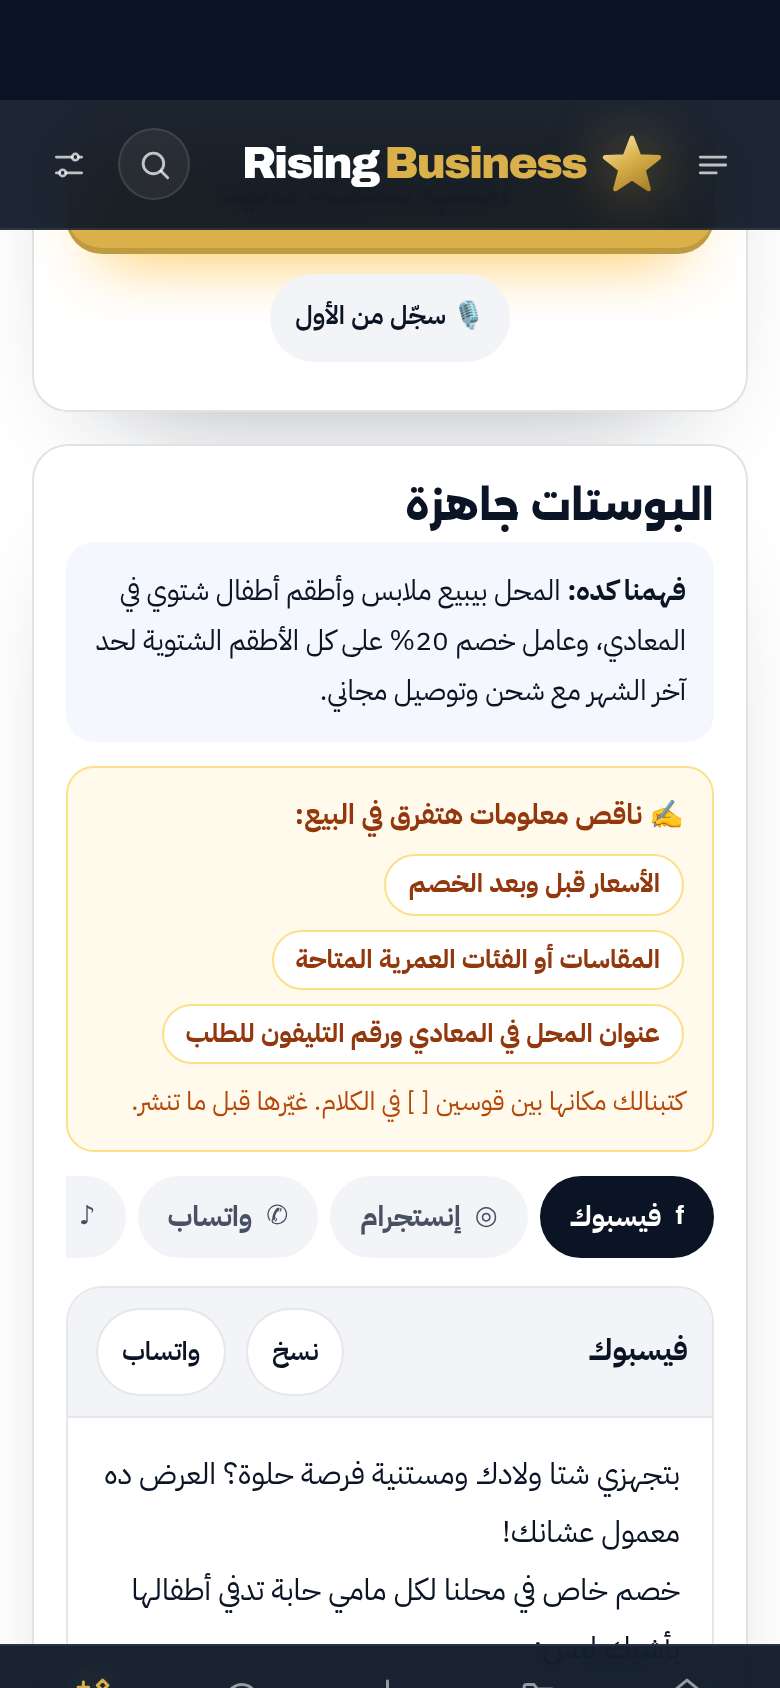 Rising Business
🎙️ سجّل من الأول
البوستات جاهزة
فهمنا كده: المحل بيبيع ملابس وأطقم أطفال شتوي في
المعادي، وعامل خصم 20% على كل الأطقم الشتوية لحد
آخر الشهر مع شحن وتوصيل مجاني.
✍️ ناقص معلومات هتفرق في البيع:
الأسعار قبل وبعد الخصم
المقاسات أو الفئات العمرية المتاحة
عنوان المحل في المعادي ورقم التليفون للطلب
كتبنالك مكانها بين قوسين [ ] في الكلام. غيّرها قبل ما تنشر.
f فيسبوك ◎ إنستجرام ✆ واتساب ♪
فيسبوك نسخ واتساب
بتجهزي شتا ولادك ومستنية فرصة حلوة؟ العرض ده
معمول عشانك!
خصم خاص في محلنا لكل مامي حابة تدفي أطفالها